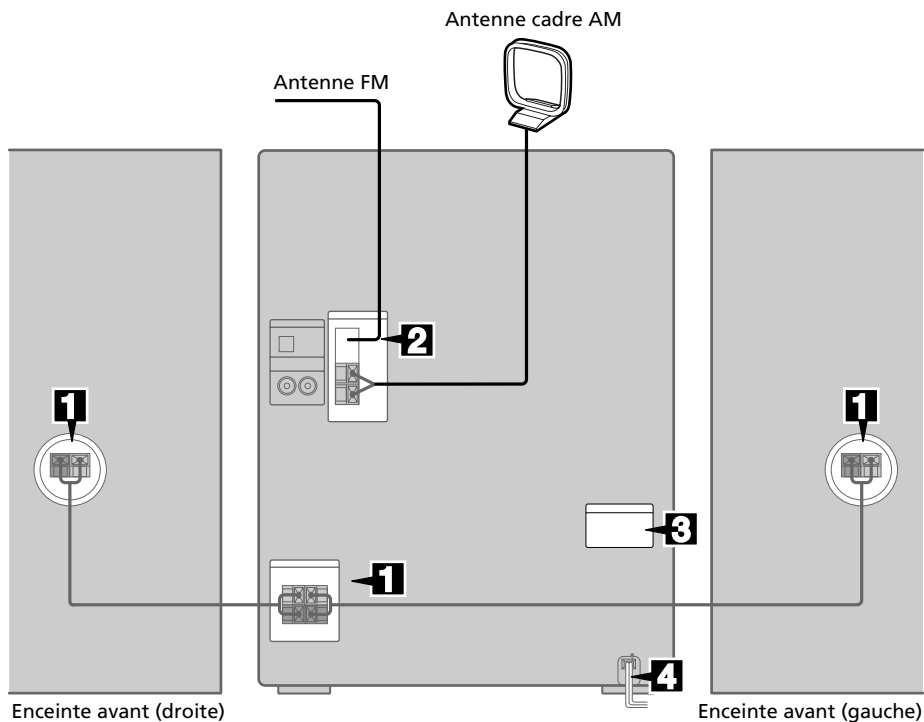 Antenne cadre AM
Antenne FM
2
1
1
3
1
4
Enceinte avant (droite)
Enceinte avant (gauche)